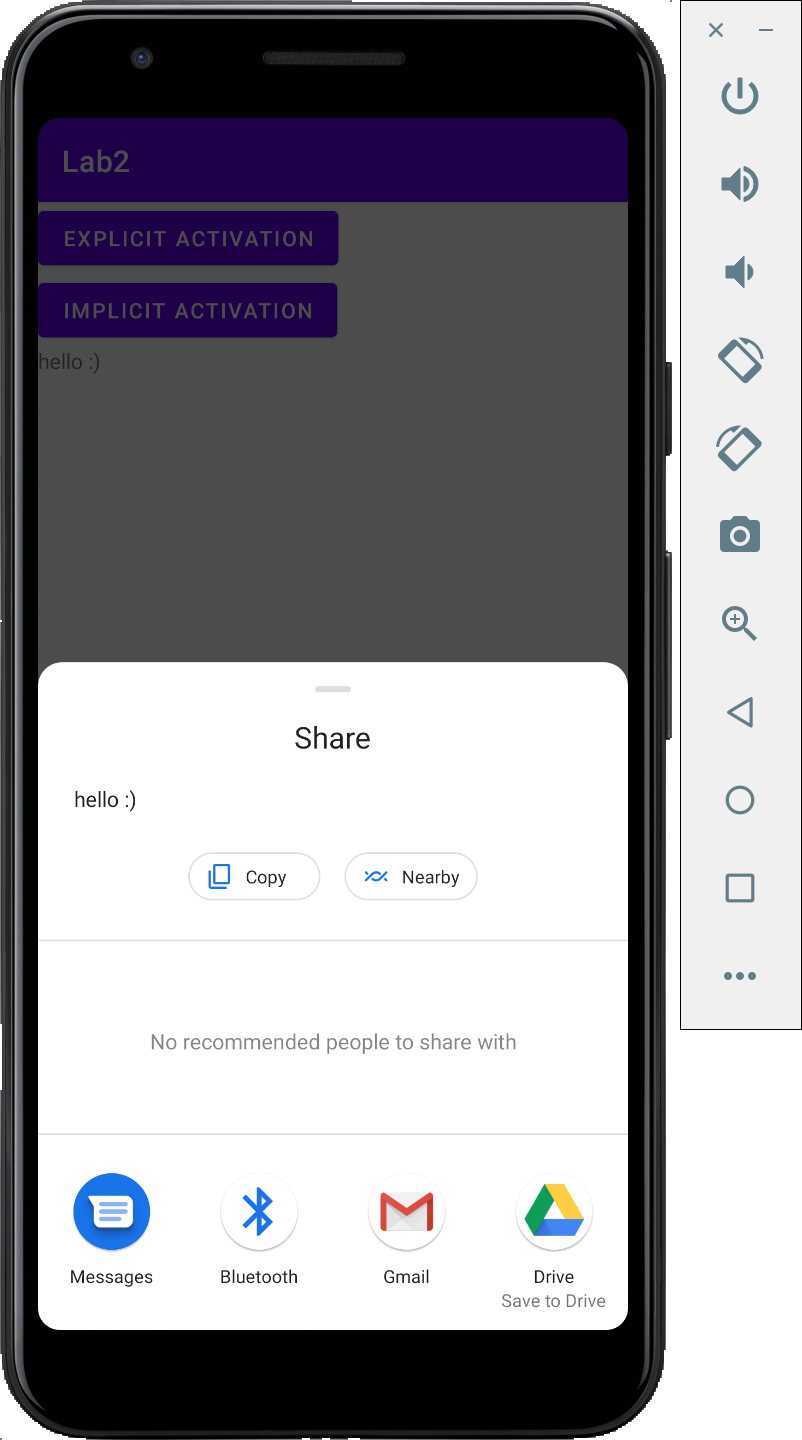 Lab2
EXPLICIT ACTIVATION
IMPLICIT ACTIVATION
hello :)
Share
hello :)
Copy Nearby
No recommended people to share with
Messages Bluetooth Gmail Drive
Save to Drive